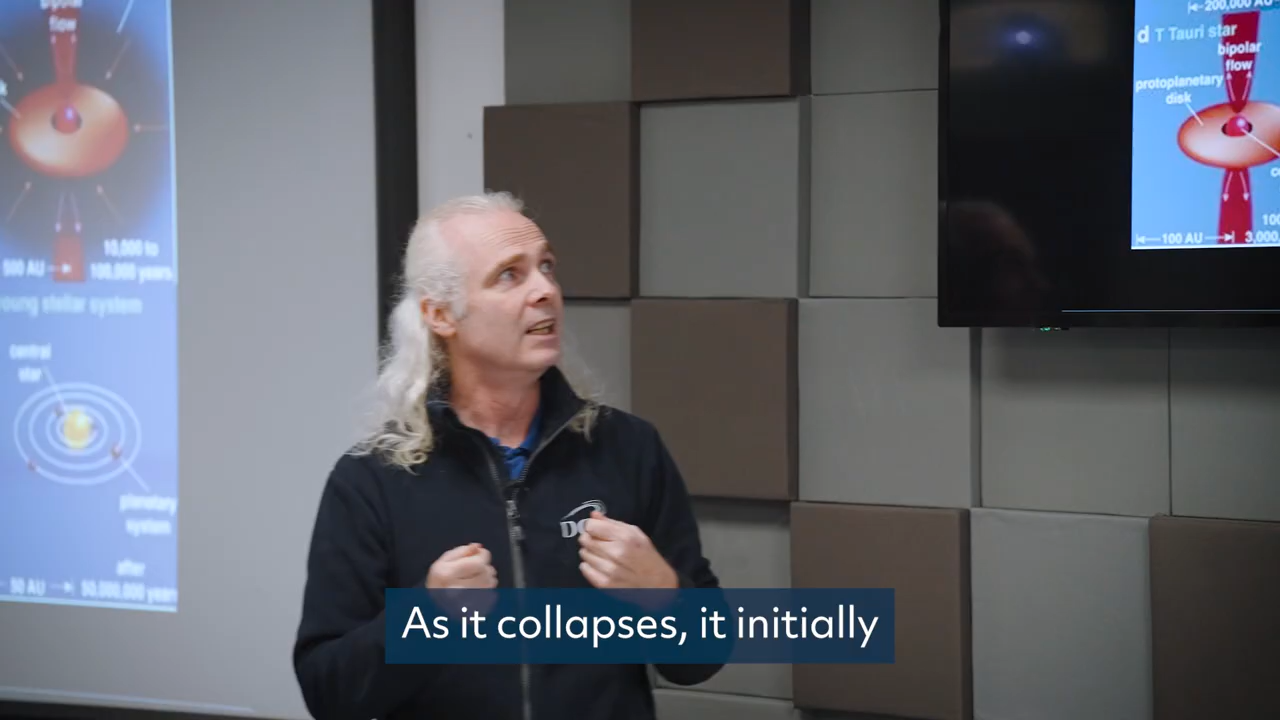 bipolar
flow
10,000 to
500 AU
100,000 years
young stellar system
central
star
planetary
system
after
50 AU
50,000,000 years
200,000 AU
d T Tauri star
bipolar
flow
protoplanetary
disk
100 AU
3,000
As it collapses, it initially